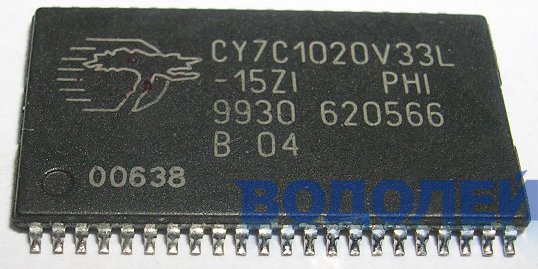 CY7C1020V33L
-15ZI PHI
9930 620566
B 04
00638
ВОДОЛЕЙ